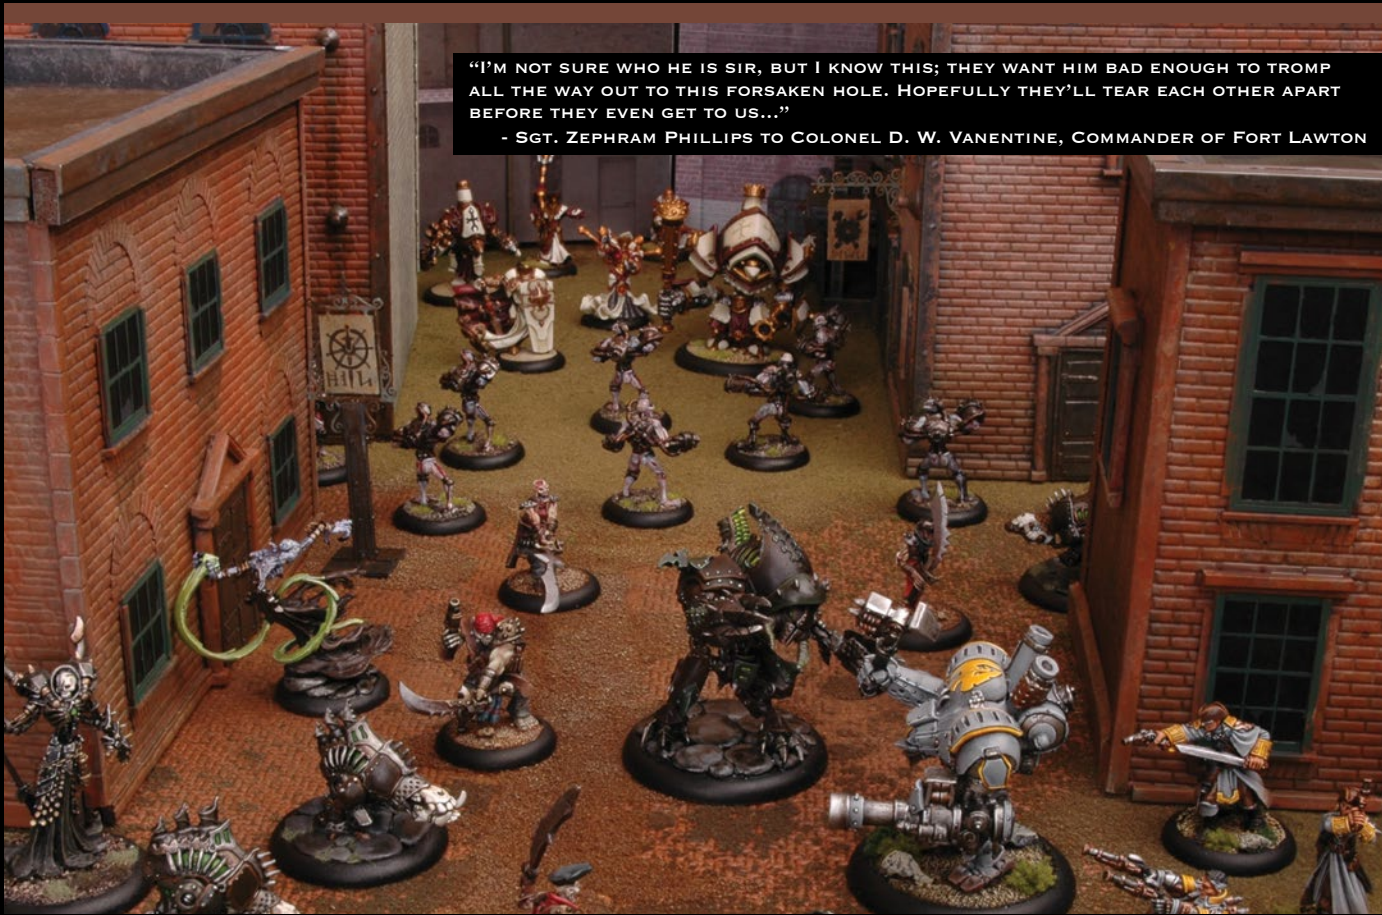 “I’m not sure who he is sir, but I know this; they want him bad enough to tromp
all the way out to this forsaken hole. Hopefully they’ll tear each other apart
before they even get to us...”
- Sgt. Zephram Phillips to Colonel D. W. Vanentine, Commander of Fort Lawton